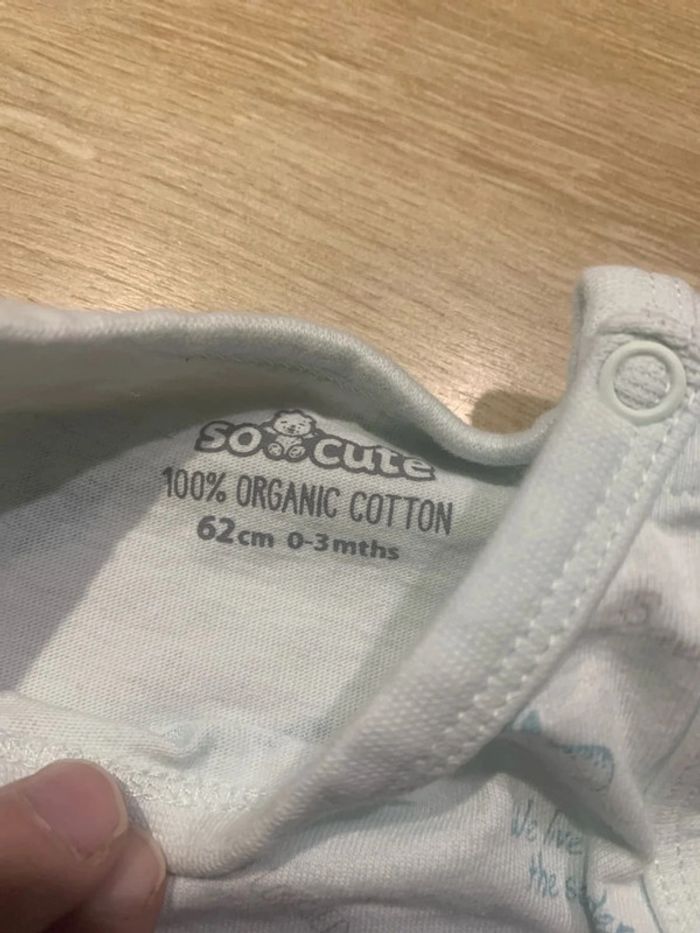 SO CUTE
100% ORGANIC COTTON
62cm 0-3mths
We live
the